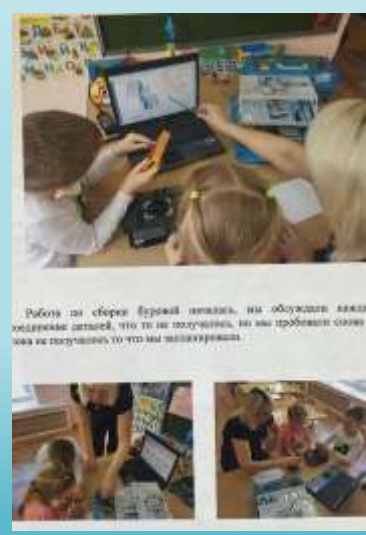 Работа по сборке буровой началась, мы обсуждали каждое
соединение деталей, что то не получалось, но мы пробовали снова
пока не получалось то что мы запланировали.